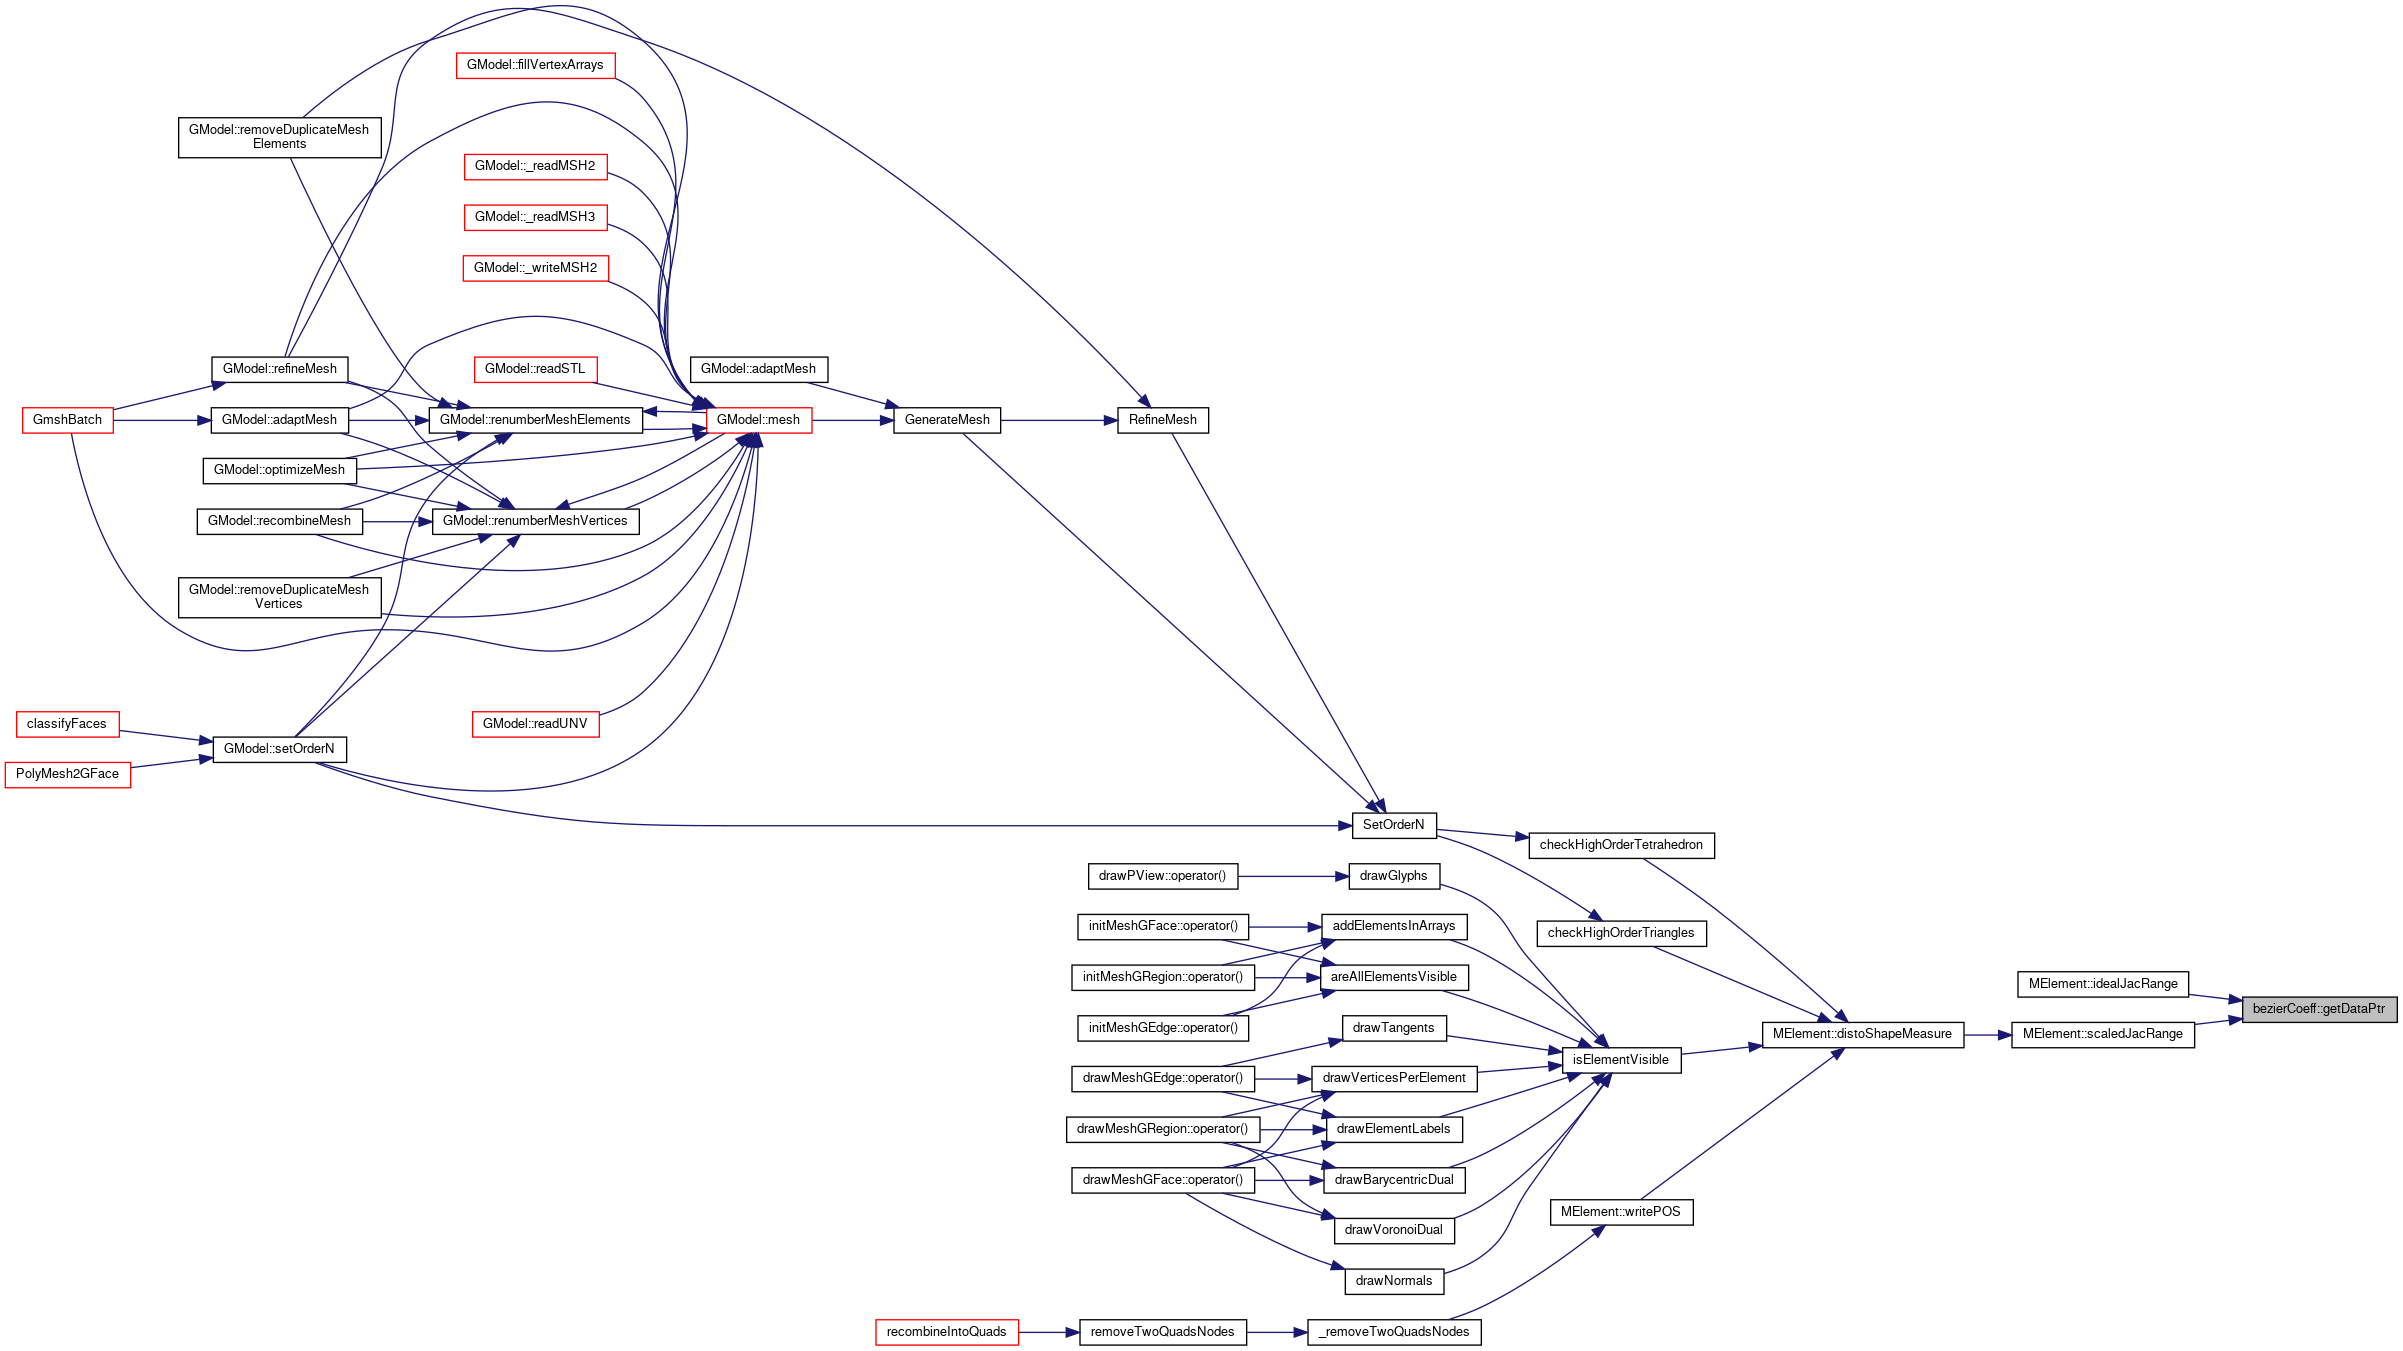 GModel::fillVertexArrays
GModel::removeDuplicateMesh
Elements
GModel::_readMSH2
GModel::_readMSH3
GModel::_writeMSH2
GModel::refineMesh
GModel::readSTL
GModel::adaptMesh
GmshBatch
GModel::adaptMesh
GModel::renumberMeshElements
GModel::mesh
GenerateMesh
RefineMesh
GModel::optimizeMesh
GModel::recombineMesh
GModel::renumberMeshVertices
GModel::removeDuplicateMesh
Vertices
classifyFaces
GModel::readUNV
GModel::setOrderN
PolyMesh2GFace
SetOrderN
checkHighOrderTetrahedron
drawPView::operator()
drawGlyphs
initMeshGFace::operator()
addElementsInArrays
checkHighOrderTriangles
initMeshGRegion::operator()
areAllElementsVisible
MElement::idealJacRange
bezierCoeff::getDataPtr
initMeshGEdge::operator()
drawTangents
MElement::distoShapeMeasure
MElement::scaledJacRange
isElementVisible
drawMeshGEdge::operator()
drawVerticesPerElement
drawMeshGRegion::operator()
drawElementLabels
drawMeshGFace::operator()
drawBarycentricDual
MElement::writePOS
drawVoronoiDual
drawNormals
recombineIntoQuads
removeTwoQuadsNodes
_removeTwoQuadsNodes